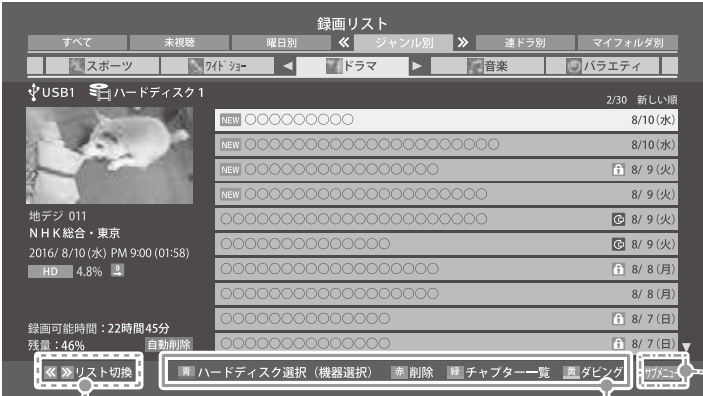 録画リスト
すべて 未視聴 曜日別 ≪ ジャンル別 ≫ 連ドラ別 マイフォルダ別
スポーツ ワイドショー ◀ ドラマ ▶ 音楽 バラエティ
USB1 ハードディスク1
2/30 新しい順
NEW ○○○○○○○○○ 8/10(水)
NEW ○○○○○○○○○○○○○○○○○○○○○ 8/10(水)
NEW ○○○○○○○○○○○○○○○○ 8/ 9(火)
NEW ○○○○○○○○○○○○○○○○○○○○ 8/ 9(火)
○○○○○○○○○○○○○○○○○○○○○○ 8/ 9(火)
○○○○○○○○○○○○○○ 8/ 9(火)
○○○○○○○○○○○○○○○○○○ 8/ 8(月)
○○○○○○○○○○○○○○○○○○ 8/ 8(月)
○○○○○○○○○○○○○○ 8/ 7(日)
○○○○○○○○○○○○○○ 8/ 7(日)
地デジ 011
NHK総合・東京
2016/ 8/10(水) PM 9:00 (01:58)
HD 4.8% 9
録画可能時間：22時間45分
残量：46% 自動削除
≪ ≫ リスト切換 青 ハードディスク選択（機器選択） 赤 削除 緑 チャプター一覧 黄 ダビング サブメニュー